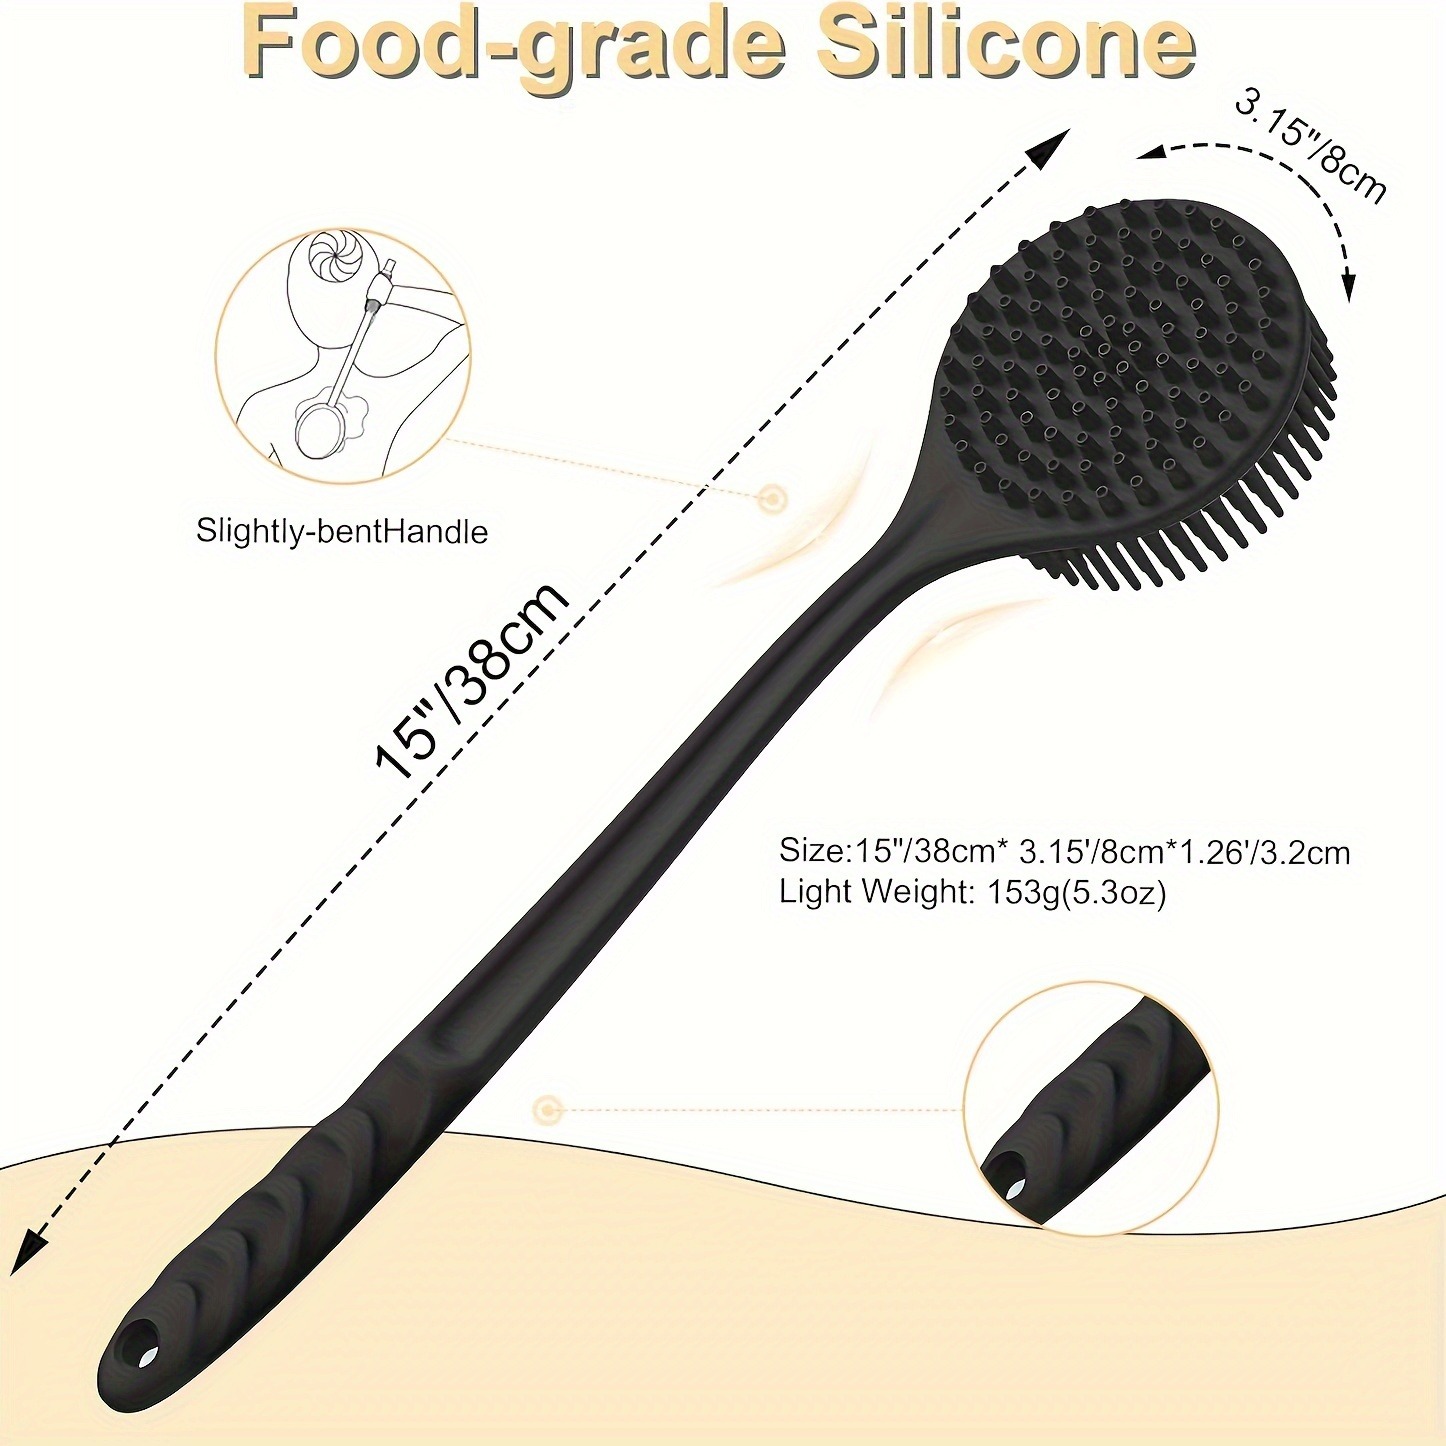 Food-grade Silicone
3.15"/8cm
Slightly-bentHandle
15"/38cm
Size:15"/38cm* 3.15'/8cm*1.26'/3.2cm
Light Weight: 153g(5.3oz)